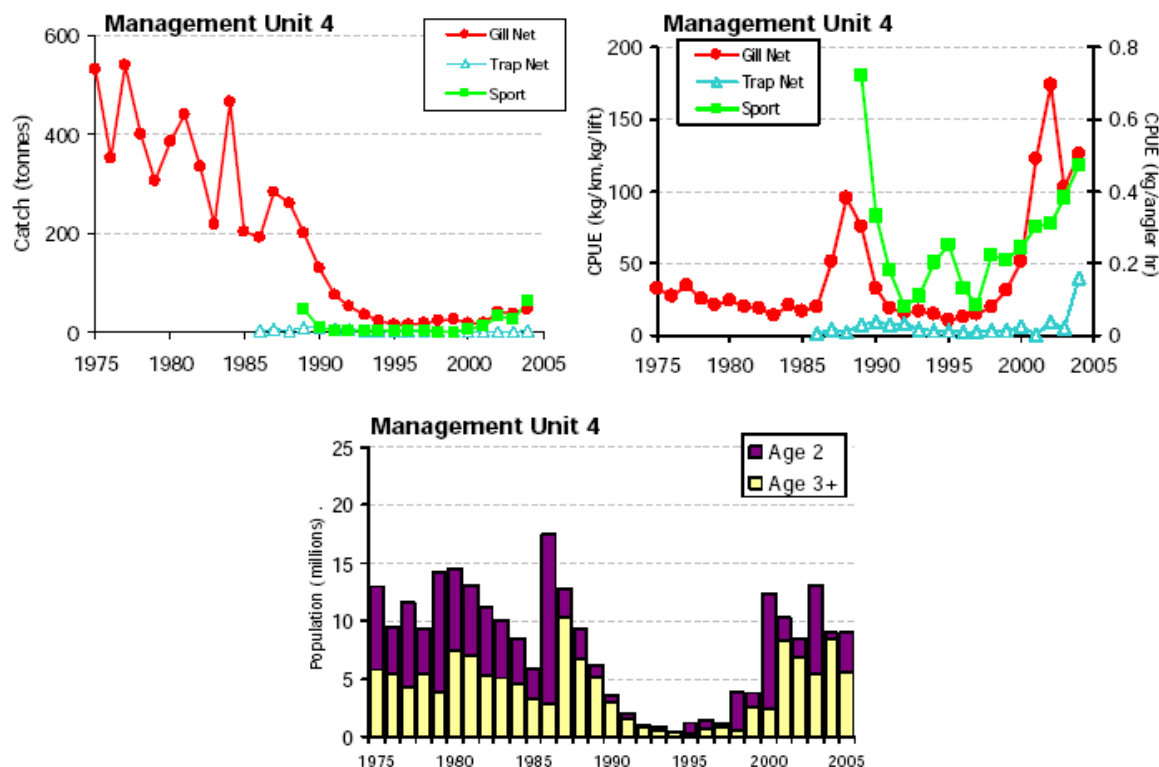 Management Unit 4
600
400
200
0
Catch (tonnes)
1975 1980 1985 1990 1995 2000 2005
Gill Net
Trap Net
Sport
Management Unit 4
200
150
100
50
0
CPUE (kg/km,kg/lift)
0.8
0.6
0.4
0.2
0
CPUE (kg/angler hr)
1975 1980 1985 1990 1995 2000 2005
Gill Net
Trap Net
Sport
Management Unit 4
25
20
15
10
5
0
Population (millions) .
1975 1980 1985 1990 1995 2000 2005
Age 2
Age 3+